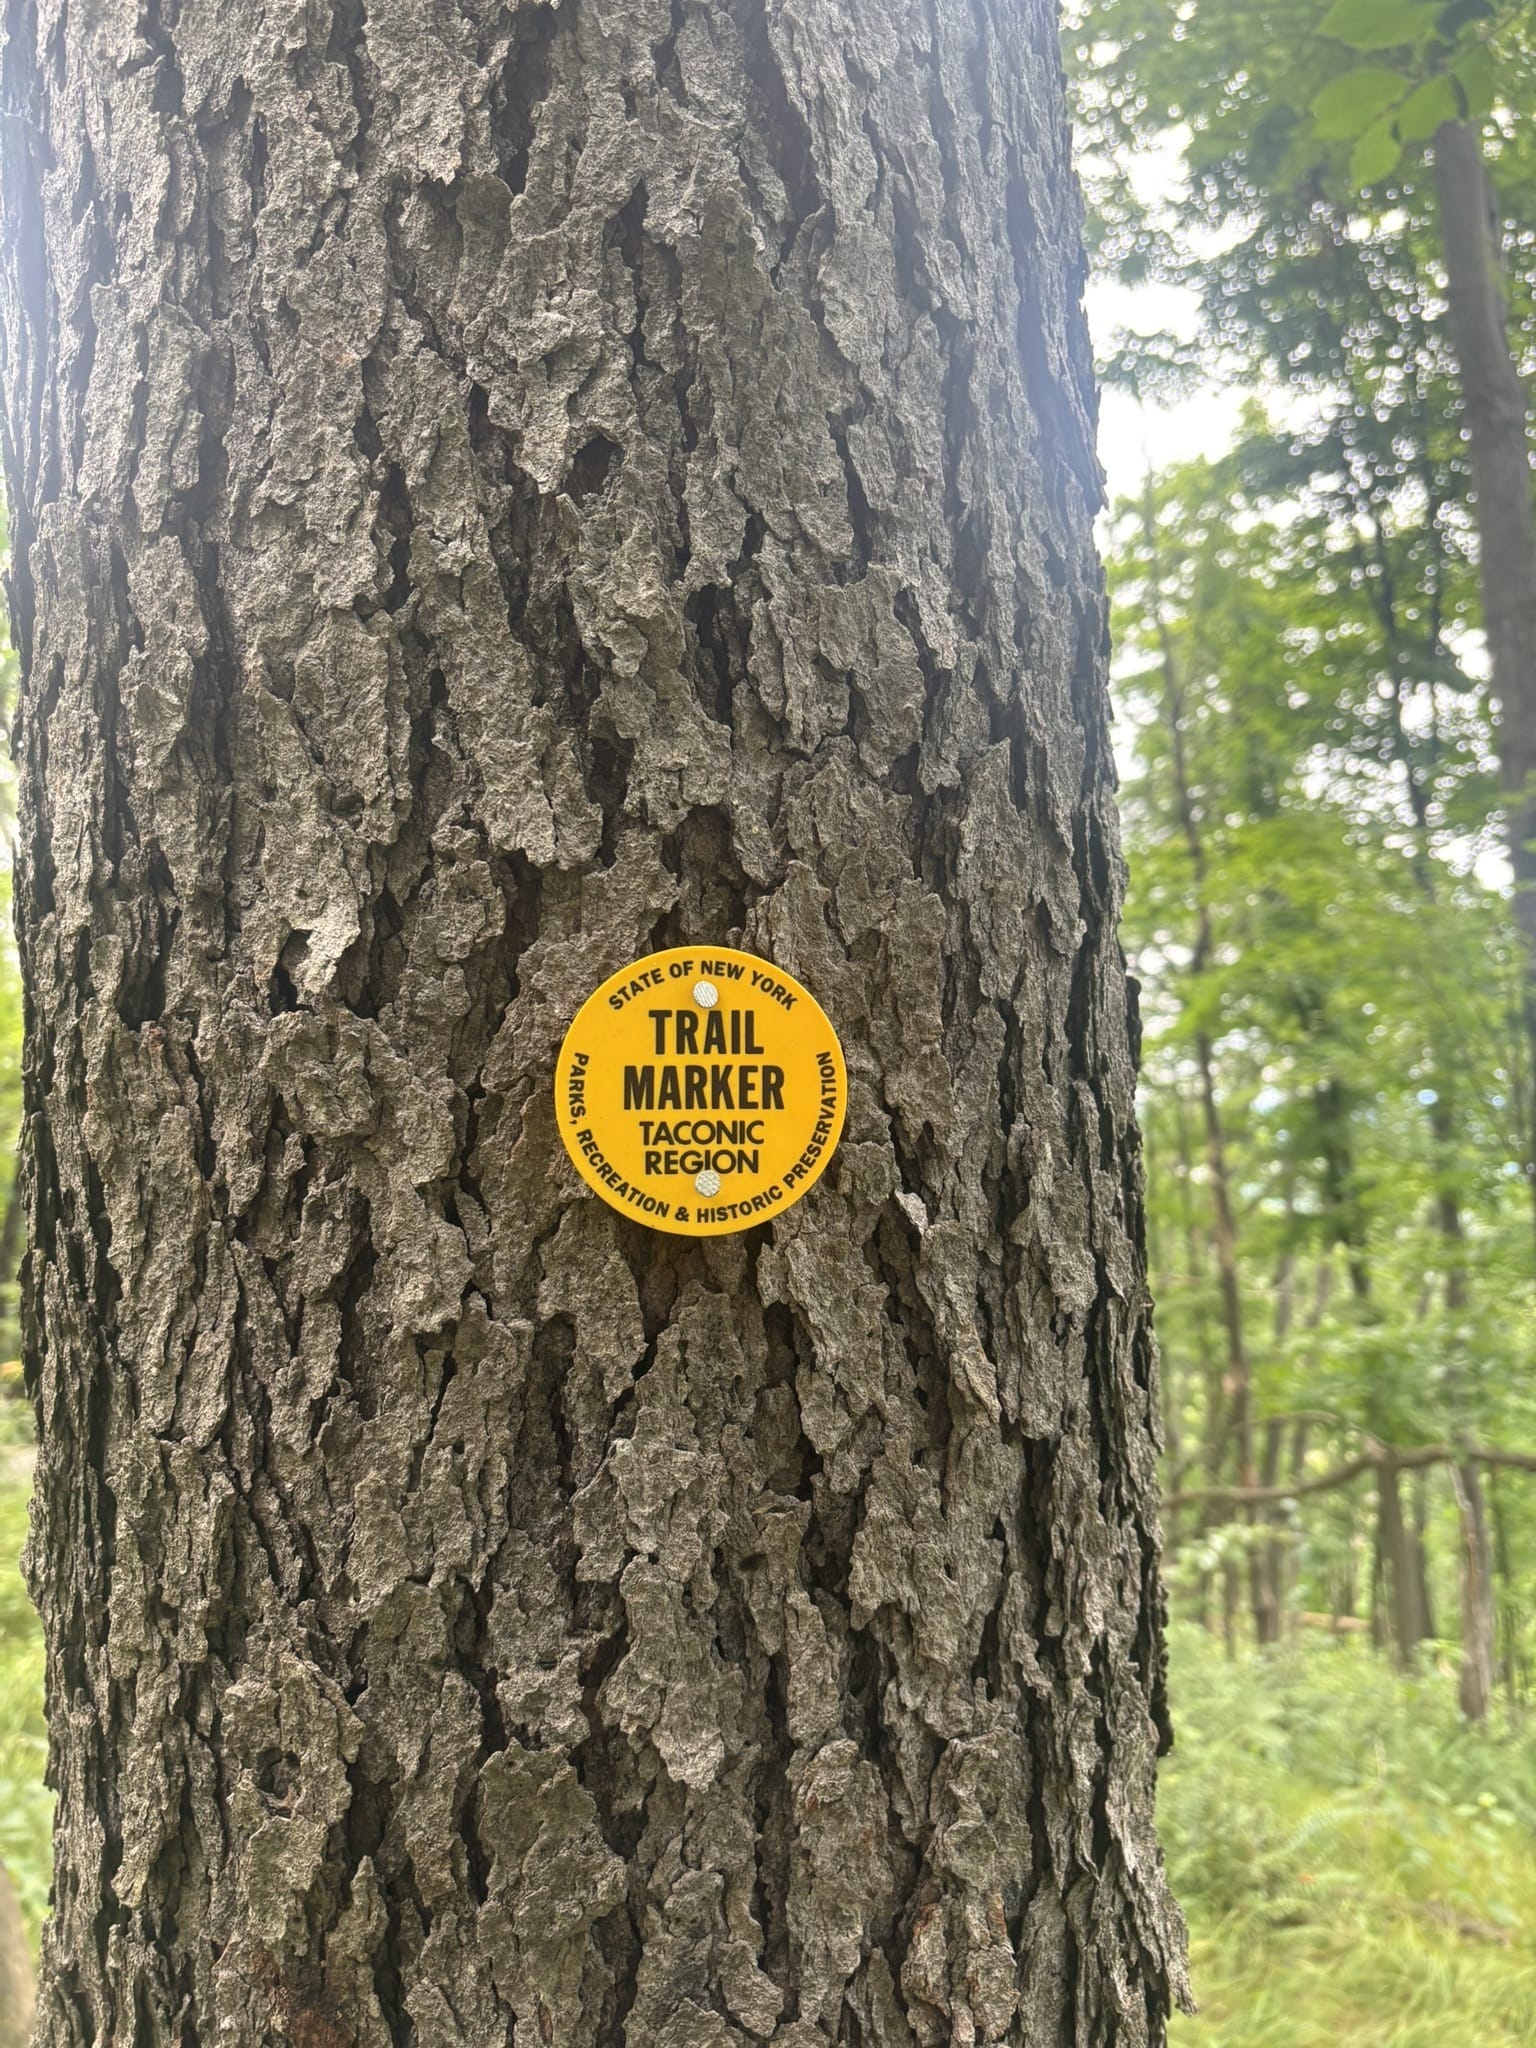 STATE OF NEW YORK
TRAIL
MARKER
TACONIC
REGION
PARKS, RECREATION & HISTORIC PRESERVATION